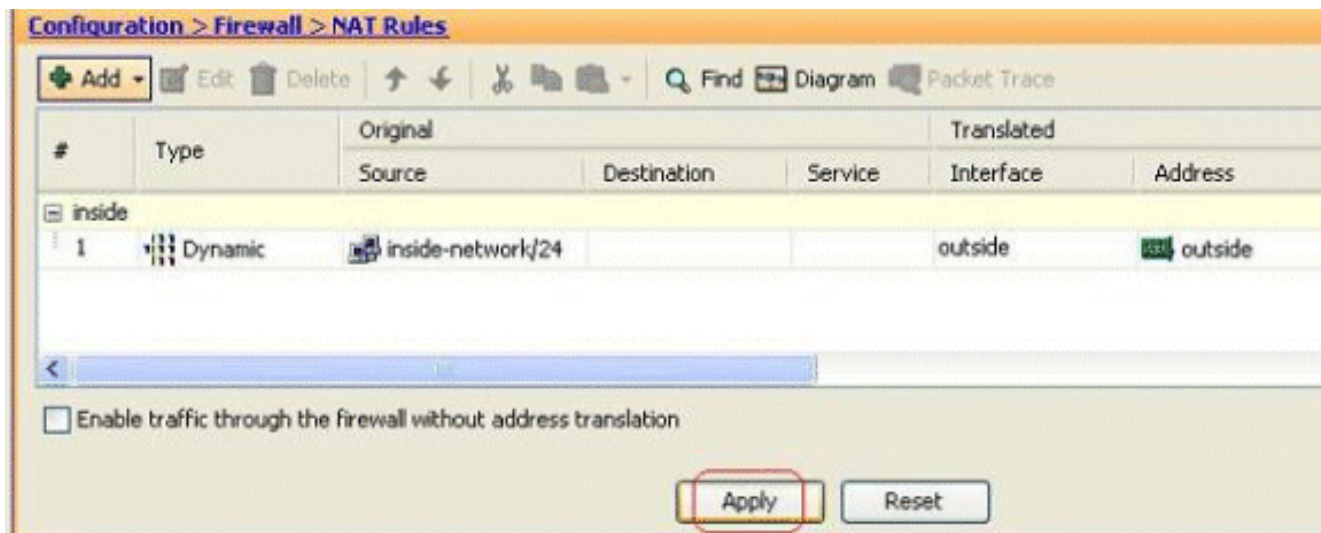 Configuration > Firewall > NAT Rules
Add Edit Delete Find Diagram Packet Trace
# Type Original Translated
Source Destination Service Interface Address
inside
1 Dynamic inside-network/24 outside outside
Enable traffic through the firewall without address translation
Apply Reset